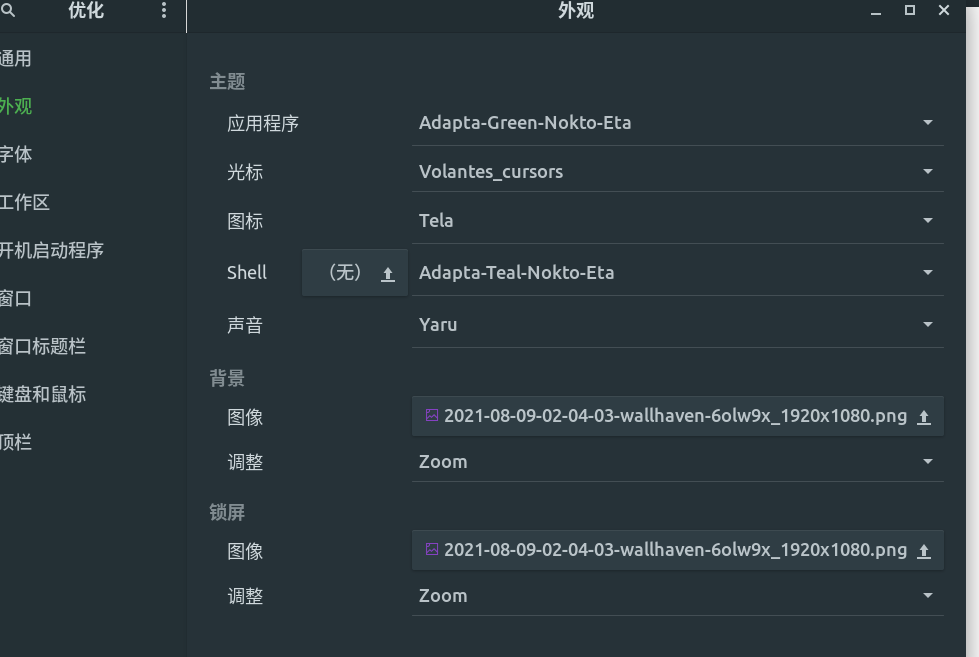 优化
外观
通用
外观
字体
工作区
开机启动程序
窗口
窗口标题栏
键盘和鼠标
顶栏
主题
应用程序 Adapta-Green-Nokto-Eta
光标 Volantes_cursors
图标 Tela
Shell （无） Adapta-Teal-Nokto-Eta
声音 Yaru
背景
图像 2021-08-09-02-04-03-wallhaven-6olw9x_1920x1080.png
调整 Zoom
锁屏
图像 2021-08-09-02-04-03-wallhaven-6olw9x_1920x1080.png
调整 Zoom